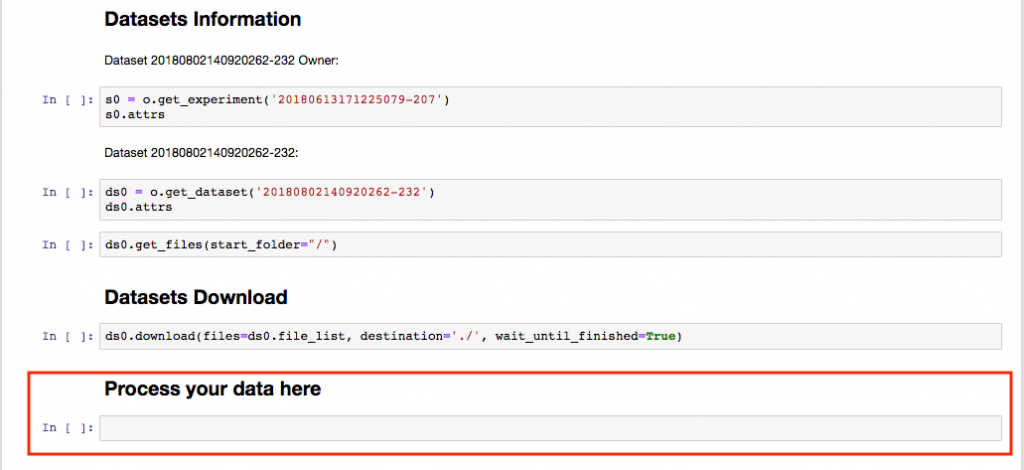 Datasets Information
Dataset 20180802140920262-232 Owner:
In [ ]: s0 = o.get_experiment('20180613171225079-207')
s0.attrs
Dataset 20180802140920262-232:
In [ ]: ds0 = o.get_dataset('20180802140920262-232')
ds0.attrs
In [ ]: ds0.get_files(start_folder="/")
Datasets Download
In [ ]: ds0.download(files=ds0.file_list, destination='./', wait_until_finished=True)
Process your data here
In [ ]: